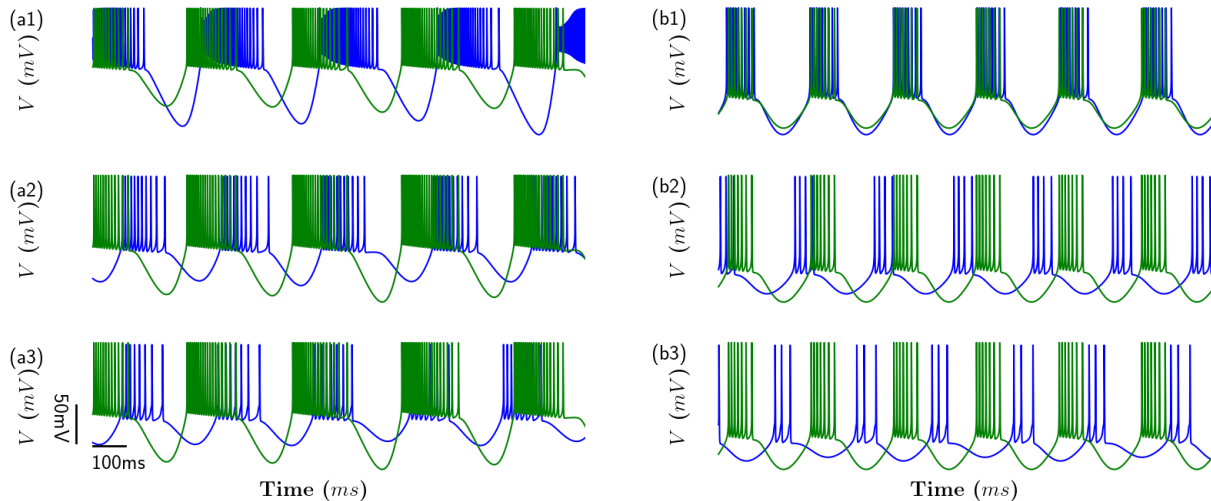 (a1)
V (mV)
(a2)
V (mV)
(a3)
V (mV)
50mV
100ms
Time (ms)
(b1)
V (mV)
(b2)
V (mV)
(b3)
V (mV)
Time (ms)